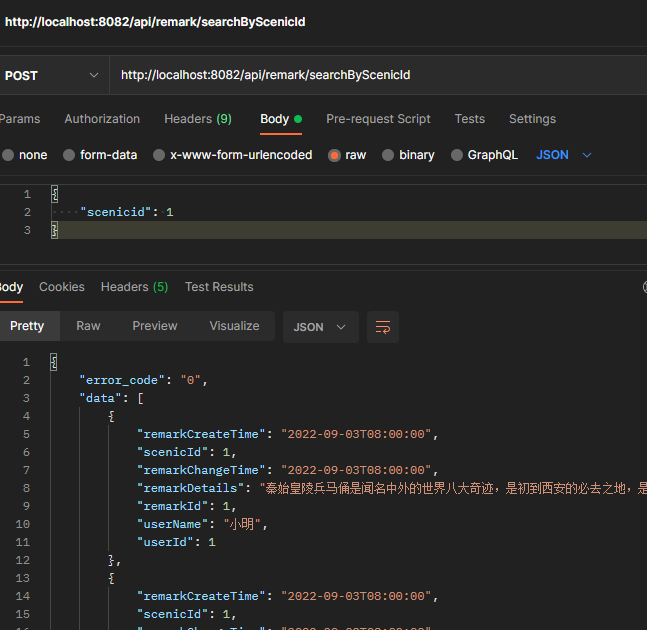 http://localhost:8082/api/remark/searchByScenicId
POST http://localhost:8082/api/remark/searchByScenicId
Params Authorization Headers (9) Body Pre-request Script Tests Settings
none form-data x-www-form-urlencoded raw binary GraphQL JSON
1 {
2 "scenicid": 1
3 }
Body Cookies Headers (5) Test Results
Pretty Raw Preview Visualize JSON
1 {
2 "error_code": "0",
3 "data": [
4 {
5 "remarkCreateTime": "2022-09-03T08:00:00",
6 "scenicId": 1,
7 "remarkChangeTime": "2022-09-03T08:00:00",
8 "remarkDetails": "秦始皇陵兵马俑是闻名中外的世界八大奇迹，是初到西安的必去之地，是
9 "remarkId": 1,
10 "userName": "小明",
11 "userId": 1
12 },
13 {
14 "remarkCreateTime": "2022-09-03T08:00:00",
15 "scenicId": 1,